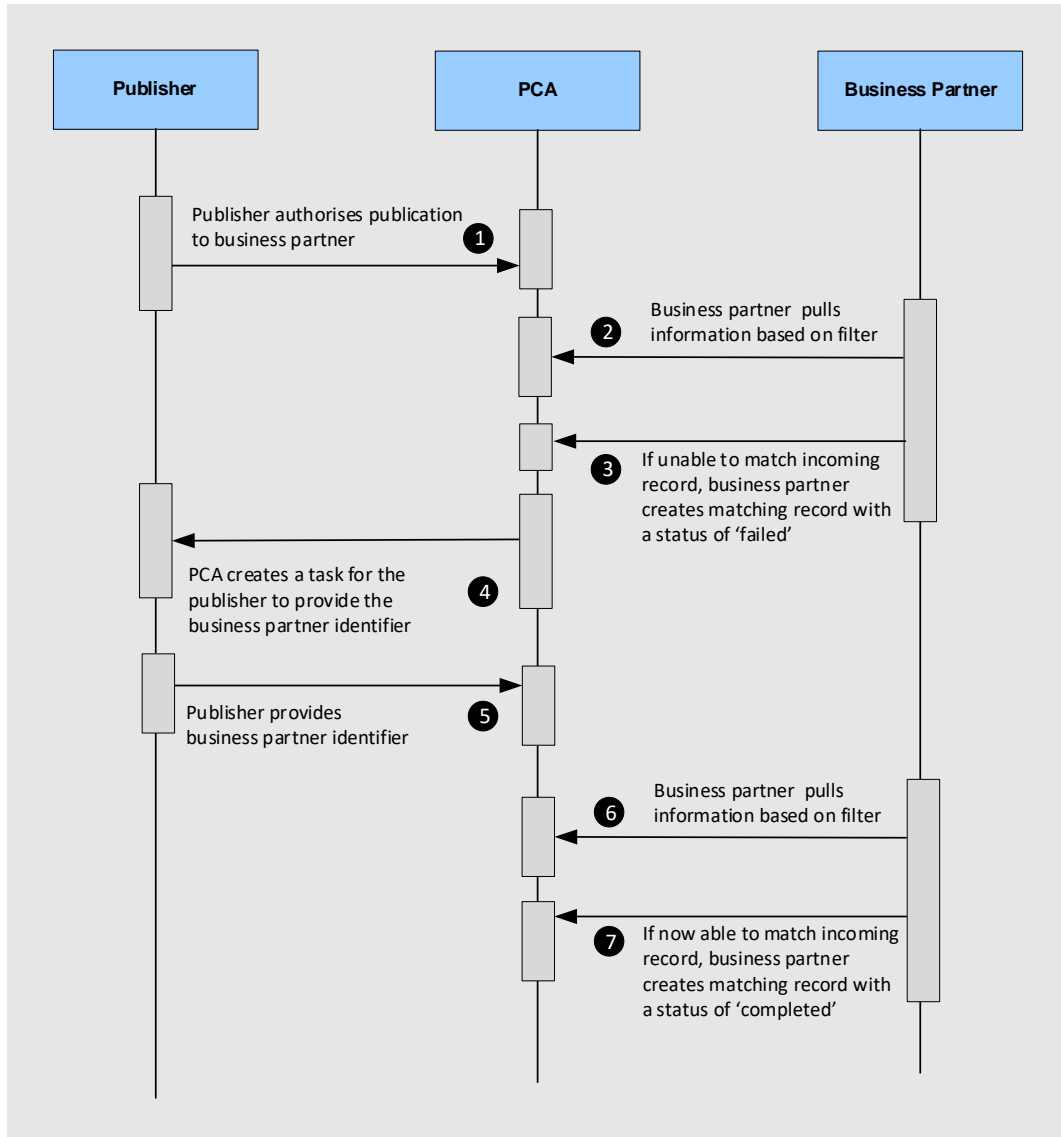 Publisher
PCA
Business Partner
Publisher authorises publication
to business partner
1
Business partner pulls
information based on filter
2
3
If unable to match incoming
record, business partner
creates matching record with
a status of ‘failed’
PCA creates a task for the
publisher to provide the
business partner identifier
4
Publisher provides
business partner identifier
5
Business partner pulls
information based on filter
6
7
If now able to match incoming
record, business partner
creates matching record with
a status of ‘completed’